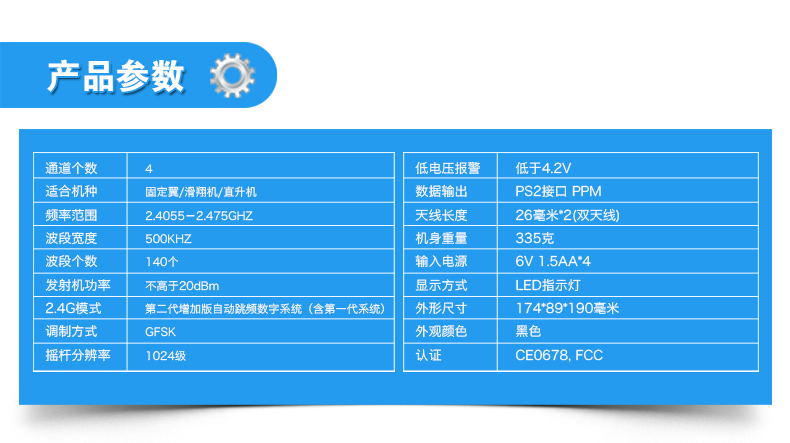 产品参数
通道个数 4
适合机种 固定翼/滑翔机/直升机
频率范围 2.4055－2.475GHZ
波段宽度 500KHZ
波段个数 140个
发射机功率 不高于20dBm
2.4G模式 第二代增加版自动跳频数字系统（含第一代系统）
调制方式 GFSK
摇杆分辨率 1024级
低电压报警 低于4.2V
数据输出 PS2接口 PPM
天线长度 26毫米*2(双天线)
机身重量 335克
输入电源 6V 1.5AA*4
显示方式 LED指示灯
外形尺寸 174*89*190毫米
外观颜色 黑色
认证 CE0678, FCC